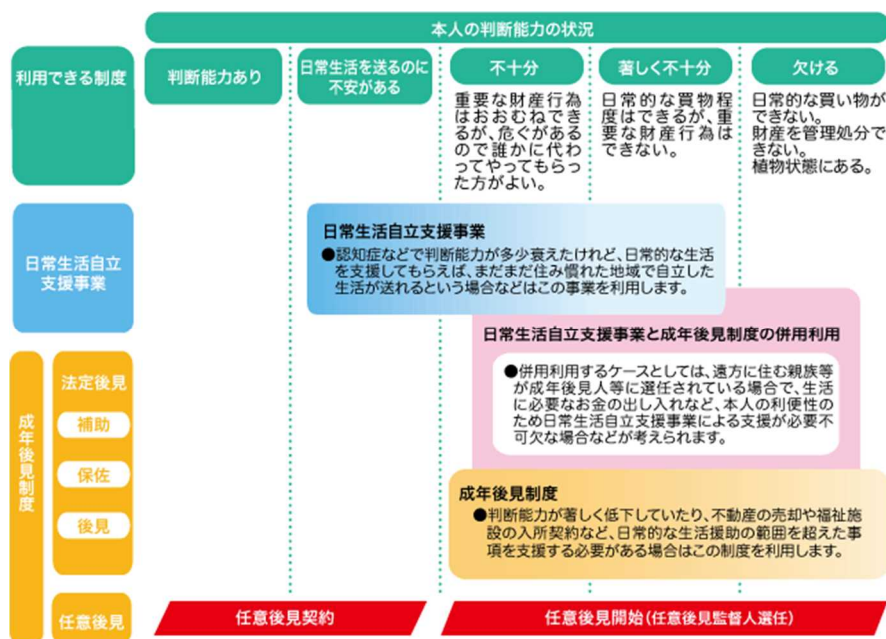 本人の判断能力の状況
利用できる制度
判断能力あり
日常生活を送るのに
不安がある
不十分
著しく不十分
欠ける
重要な財産行為
はおおむねでき
るが、危ぐがある
ので誰かに代わ
ってやってもらっ
た方がよい。
日常的な買物程
度はできるが、重
要な財産行為は
できない。
日常的な買い物が
できない。
財産を管理処分で
きない。
植物状態にある。
日常生活自立
支援事業
日常生活自立支援事業
●認知症などで判断能力が多少衰えたけれど、日常的な生活
を支援してもらえば、まだまだ住み慣れた地域で自立した
生活が送れるという場合などはこの事業を利用します。
日常生活自立支援事業と成年後見制度の併用利用
●併用利用するケースとしては、遠方に住む親族等
が成年後見人等に選任されている場合で、生活
に必要なお金の出し入れなど、本人の利便性の
ため日常生活自立支援事業による支援が必要不
可欠な場合などが考えられます。
成年後見制度
法定後見
補助
保佐
後見
成年後見制度
●判断能力が著しく低下していたり、不動産の売却や福祉施
設の入所契約など、日常的な生活援助の範囲を超えた事
項を支援する必要がある場合はこの制度を利用します。
任意後見
任意後見契約
任意後見開始(任意後見監督人選任)